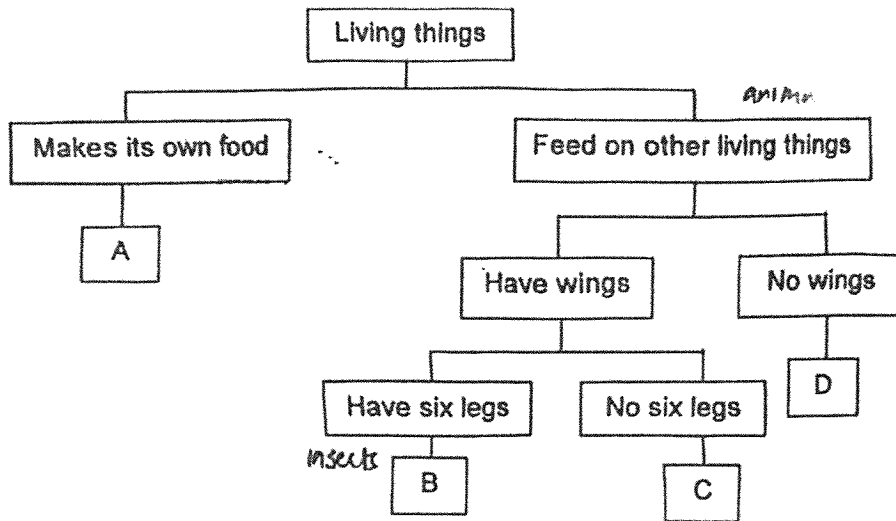 Living things
Makes its own food
Feed on other living things
A
Have wings
No wings
Have six legs
No six legs
D
insects
B
C